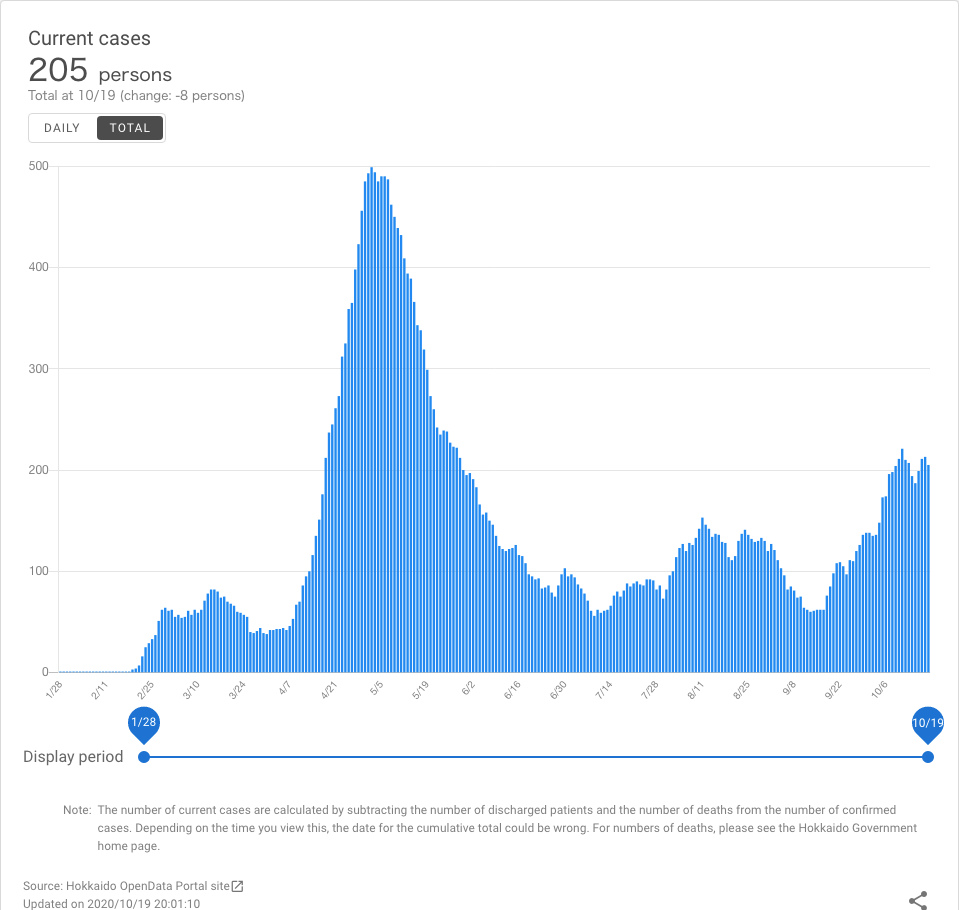 Current cases
205 persons
Total at 10/19 (change: -8 persons)
DAILY TOTAL
500
400
300
200
100
0
1/28 2/11 2/25 3/10 3/24 4/7 4/21 5/5 5/19 6/2 6/16 6/30 7/14 7/28 8/11 8/25 9/8 9/22 10/6
1/28 10/19
Display period
Note: The number of current cases are calculated by subtracting the number of discharged patients and the number of deaths from the number of confirmed
cases. Depending on the time you view this, the date for the cumulative total could be wrong. For numbers of deaths, please see the Hokkaido Government
home page.
Source: Hokkaido OpenData Portal site
Updated on 2020/10/19 20:01:10